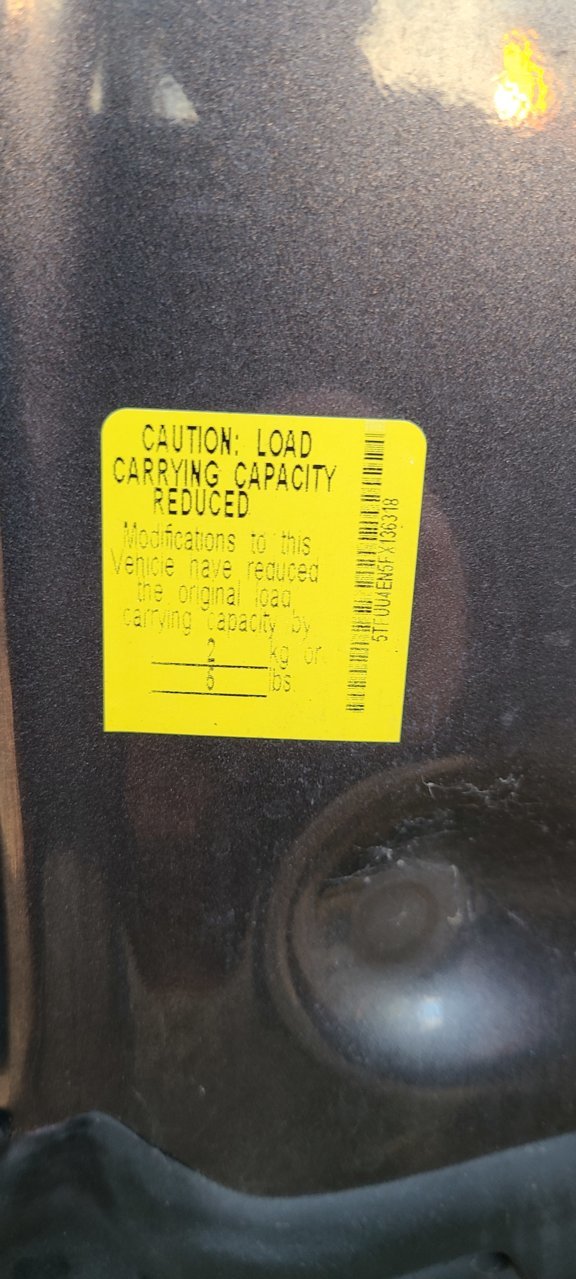 CAUTION: LOAD
CARRYING CAPACITY
REDUCED
Modifications to this
Vehicle have reduced
the original load
carrying capacity by
2 kg or
6 lbs
5TFUU4EN5FX136318